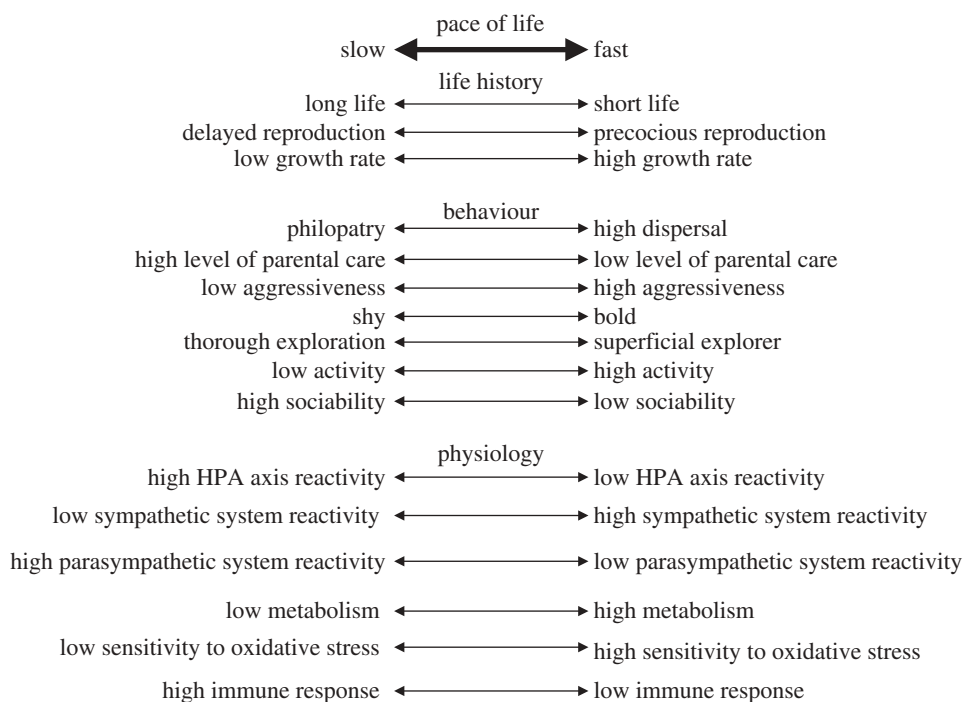 pace of life
slow fast
life history
long life short life
delayed reproduction precocious reproduction
low growth rate high growth rate
behaviour
philopatry high dispersal
high level of parental care low level of parental care
low aggressiveness high aggressiveness
shy bold
thorough exploration superficial explorer
low activity high activity
high sociability low sociability
physiology
high HPA axis reactivity low HPA axis reactivity
low sympathetic system reactivity high sympathetic system reactivity
high parasympathetic system reactivity low parasympathetic system reactivity
low metabolism high metabolism
low sensitivity to oxidative stress high sensitivity to oxidative stress
high immune response low immune response